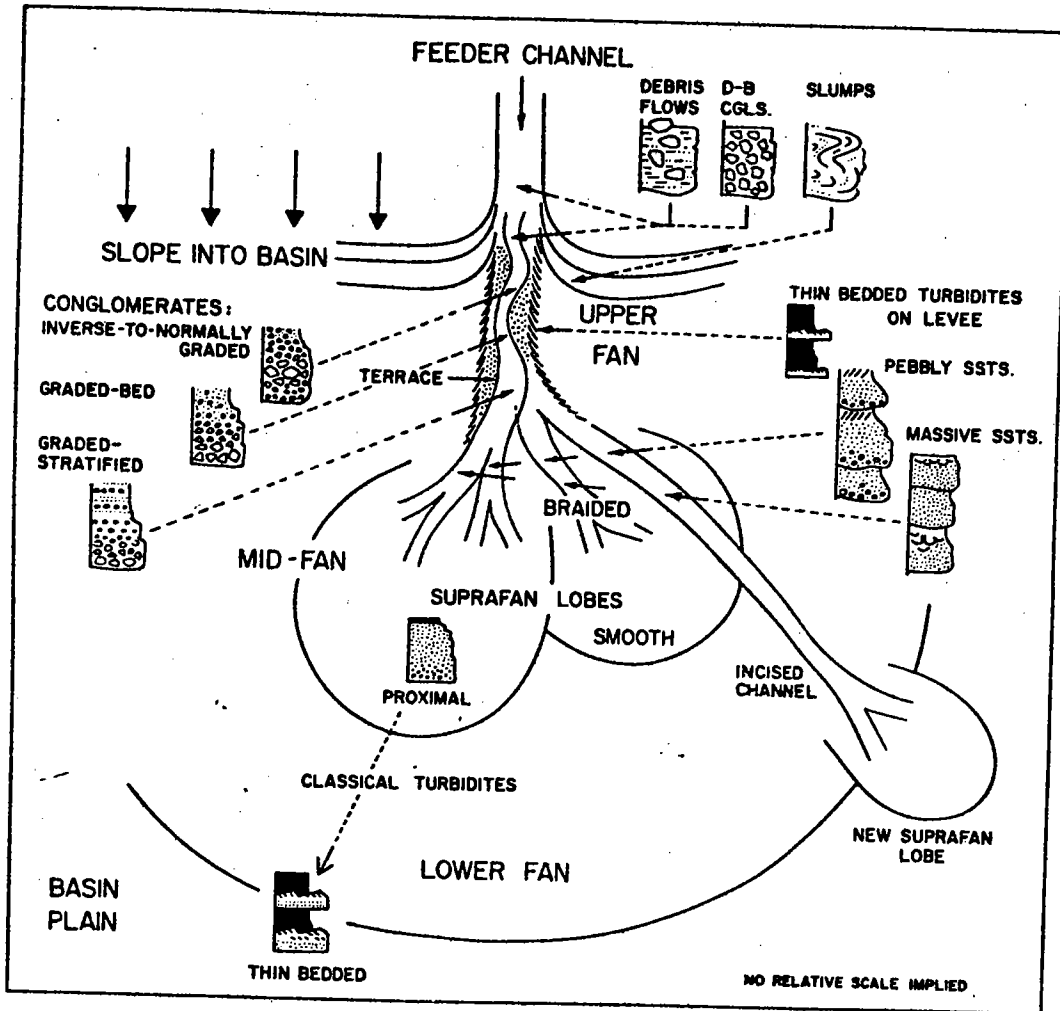 FEEDER CHANNEL
DEBRIS
FLOWS
D-B
CGLS.
SLUMPS
SLOPE INTO BASIN
CONGLOMERATES:
INVERSE-TO-NORMALLY
GRADED
GRADED-BED
GRADED-
STRATIFIED
TERRACE
UPPER
FAN
THIN BEDDED TURBIDITES
ON LEVEE
PEBBLY SSTS.
MASSIVE SSTS.
BRAIDED
MID-FAN
SUPRAFAN LOBES
SMOOTH
PROXIMAL
INCISED
CHANNEL
CLASSICAL TURBIDITES
NEW SUPRAFAN
LOBE
LOWER FAN
BASIN
PLAIN
THIN BEDDED
NO RELATIVE SCALE IMPLIED